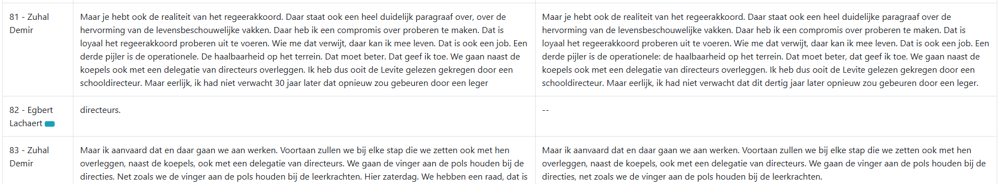 81 - Zuhal
Demir
Maar je hebt ook de realiteit van het regeerakkoord. Daar staat ook een heel duidelijk paragraaf over, over de
hervorming van de levensbeschouwelijke vakken. Daar heb ik een compromis over proberen te maken. Dat is
loyaal het regeerakkoord proberen uit te voeren. Wie me dat verwijt, daar kan ik mee leven. Dat is ook een job. Een
derde pijler is de operationele. De haalbaarheid op het terrein. Dat moet beter. Dat geef ik toe. We gaan naast de
koepels ook met een delegatie van directeurs overleggen. Ik heb dus ooit de Levite gelezen gekregen door een
schooldirecteur. Maar eerlijk, ik had niet verwacht 30 jaar later dat opnieuw zou gebeuren door een leger
Maar je hebt ook de realiteit van het regeerakkoord. Daar staat ook een heel duidelijke paragraaf over de
hervorming van de levensbeschouwelijke vakken. Daar heb ik een compromis over proberen te maken. Dat is
loyaal het regeerakkoord proberen uit te voeren. Wie me dat verwijt, daar kan ik mee leven. Dat is ook een job. Een
derde pijler is de operationele: de haalbaarheid op het terrein. Dat moet beter, dat geef ik toe. We gaan naast de
koepels ook met een delegatie van directeurs overleggen. Ik heb dus ooit de Levite gelezen gekregen door een
schooldirecteur. Maar eerlijk, ik had niet verwacht dat dit dertig jaar later opnieuw zou gebeuren door een leger.
82 - Egbert
Lachaert
directeurs.
--
83 - Zuhal
Demir
Maar ik aanvaard dat en daar gaan we aan werken. Voortaan zullen we bij elke stap die we zetten ook met hen
overleggen, naast de koepels, ook met een delegatie van directeurs. We gaan de vinger aan de pols houden bij de
directies. Net zoals we de vinger aan de pols houden bij de leerkrachten. Hier zaterdag. We hebben een raad, dat is
Maar ik aanvaard dat en daar gaan we aan werken. Voortaan zullen we bij elke stap die we zetten ook met hen
overleggen, naast de koepels, ook met een delegatie van directeurs. We gaan de vinger aan de pols houden bij de
directies, net zoals we de vinger aan de pols houden bij de leerkrachten.